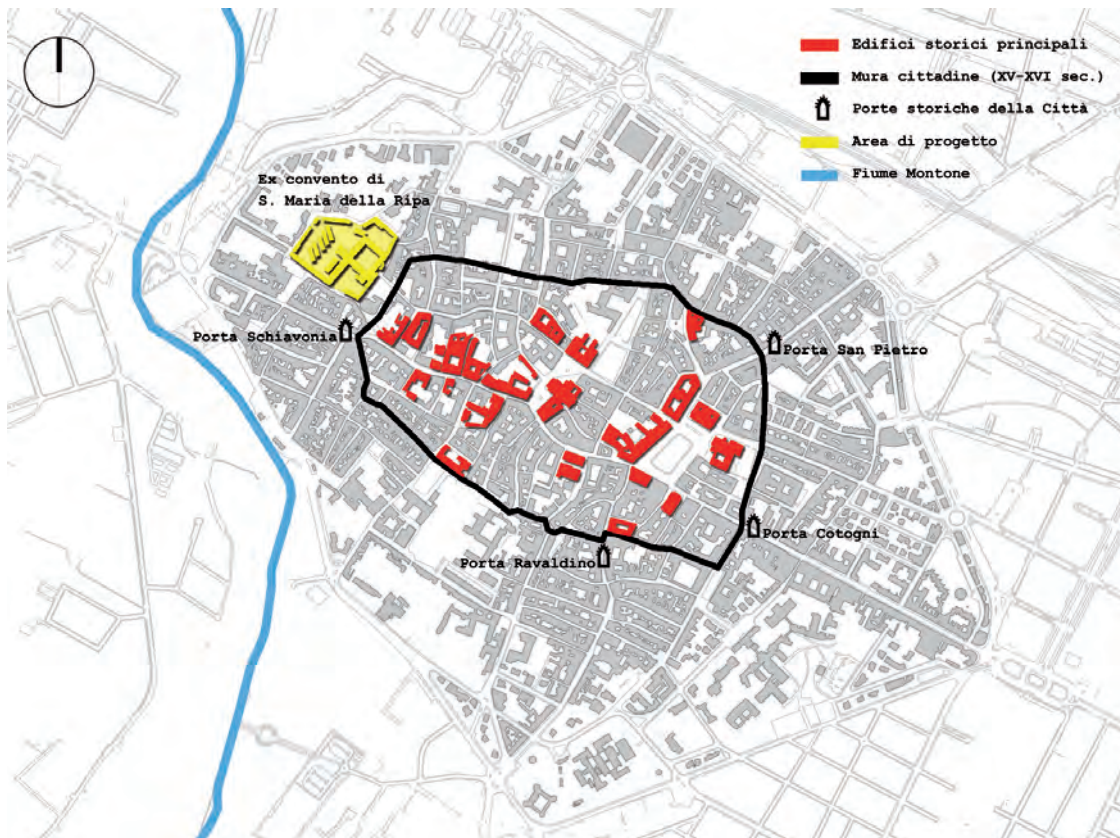 Edifici storici principali
Mura cittadine (XV-XVI sec.)
Porte storiche della Città
Area di progetto
Fiume Montone
Ex convento di
S. Maria della Ripa
Porta Schiavonia
Porta San Pietro
Porta Cotogni
Porta Ravaldino